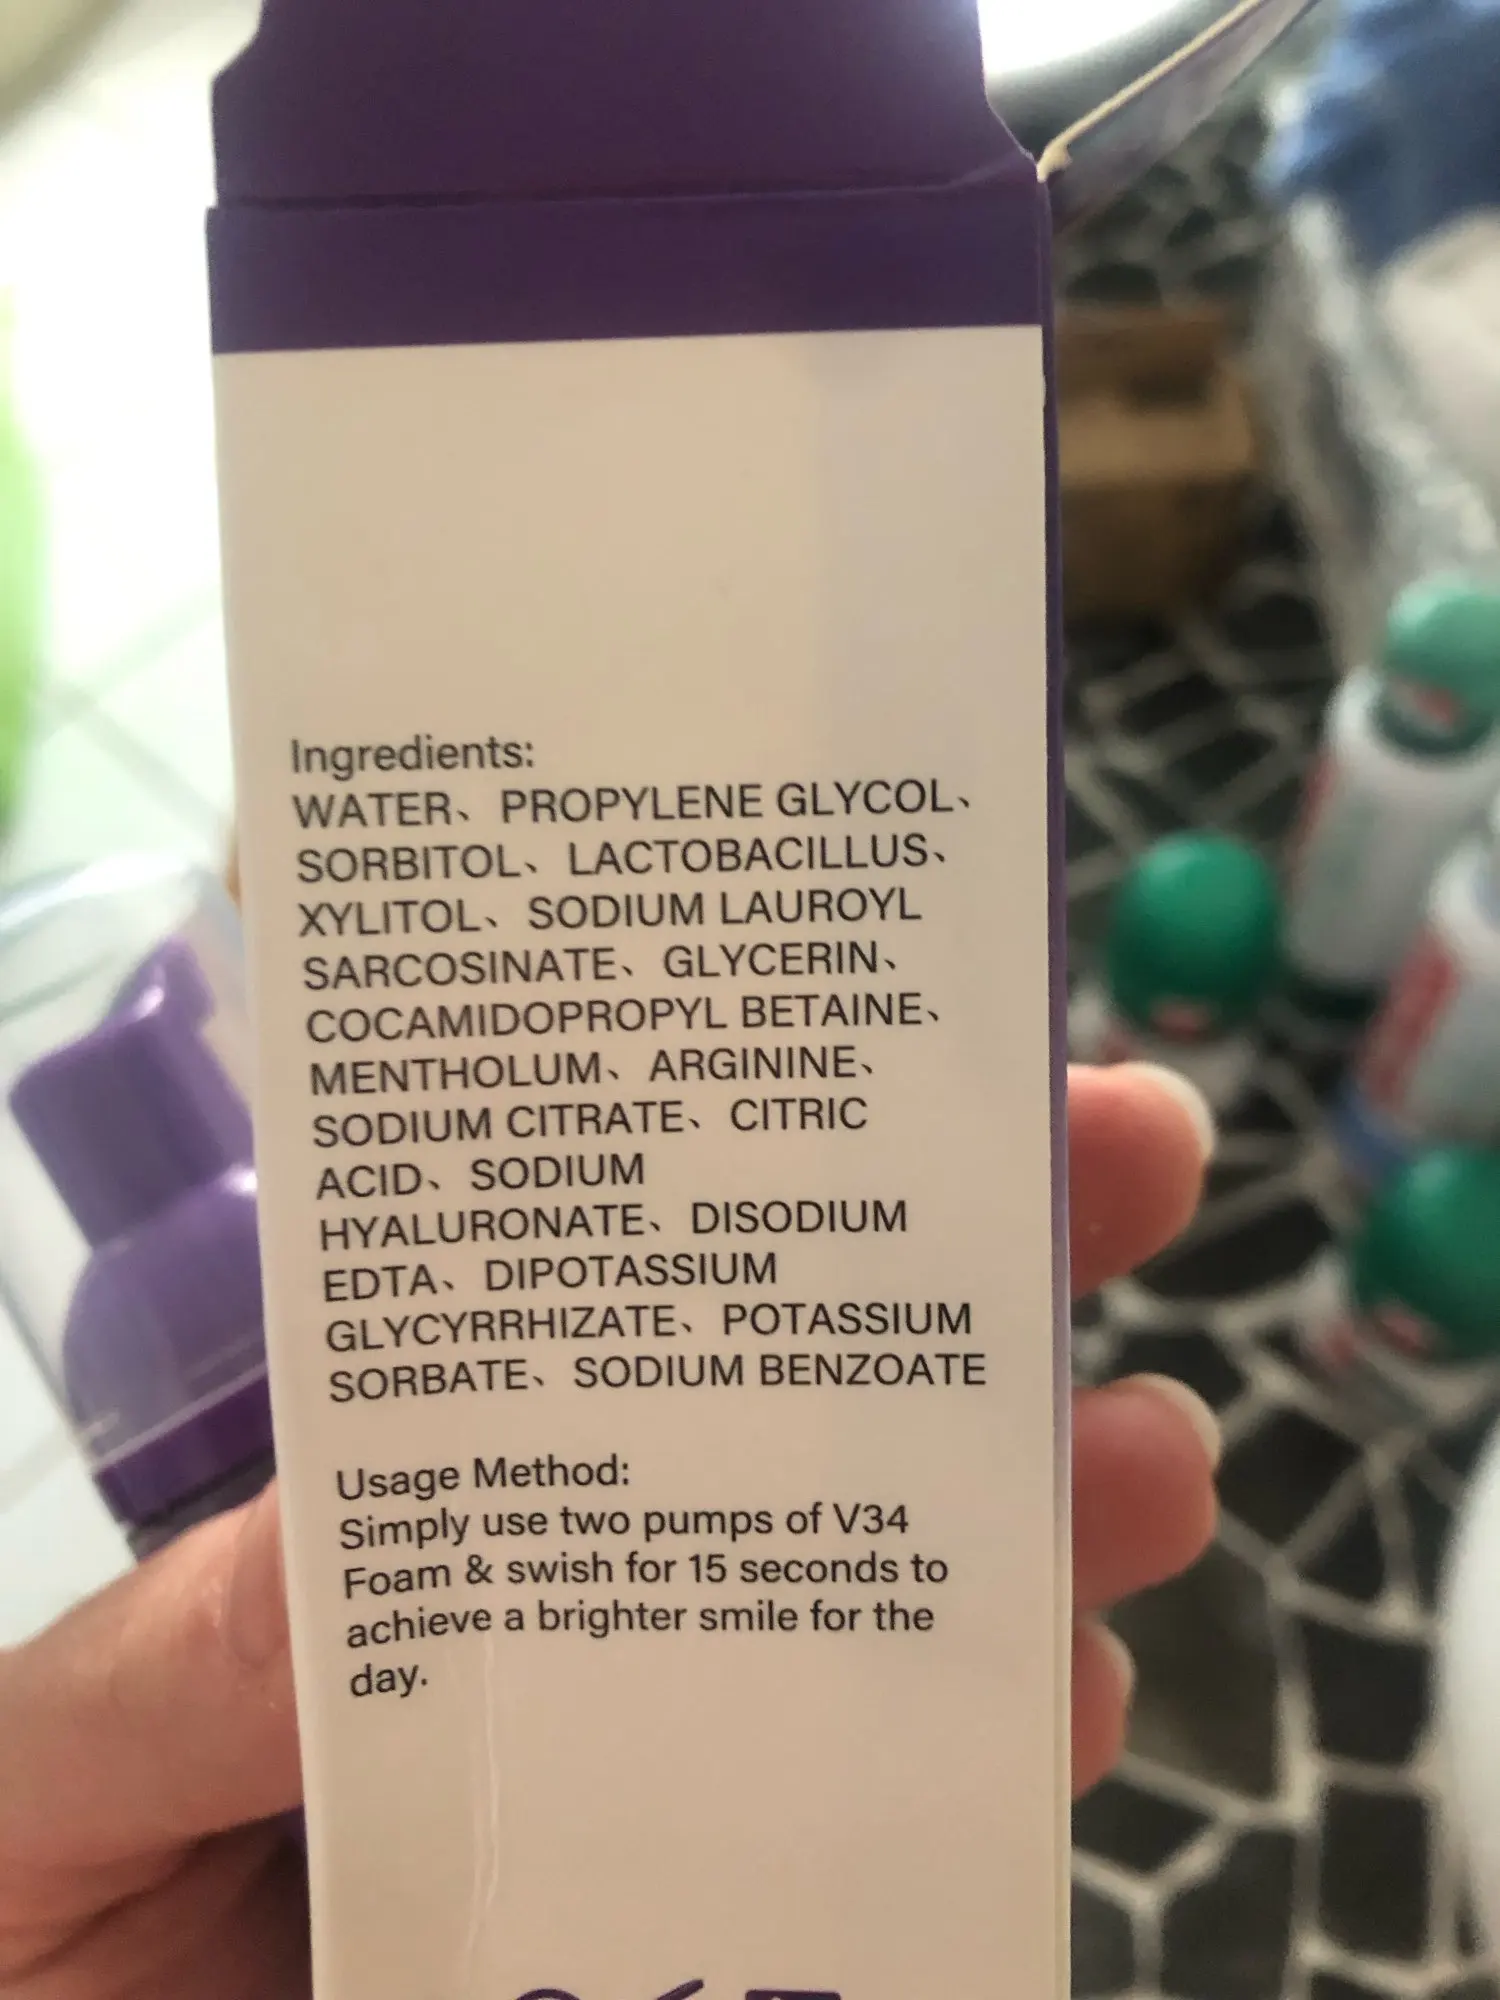 Ingredients:
WATER、PROPYLENE GLYCOL、
SORBITOL、LACTOBACILLUS、
XYLITOL、SODIUM LAUROYL
SARCOSINATE、GLYCERIN、
COCAMIDOPROPYL BETAINE、
MENTHOLUM、ARGININE、
SODIUM CITRATE、CITRIC
ACID、SODIUM
HYALURONATE、DISODIUM
EDTA、DIPOTASSIUM
GLYCYRRHIZATE、POTASSIUM
SORBATE、SODIUM BENZOATE
Usage Method:
Simply use two pumps of V34
Foam & swish for 15 seconds to
achieve a brighter smile for the
day.